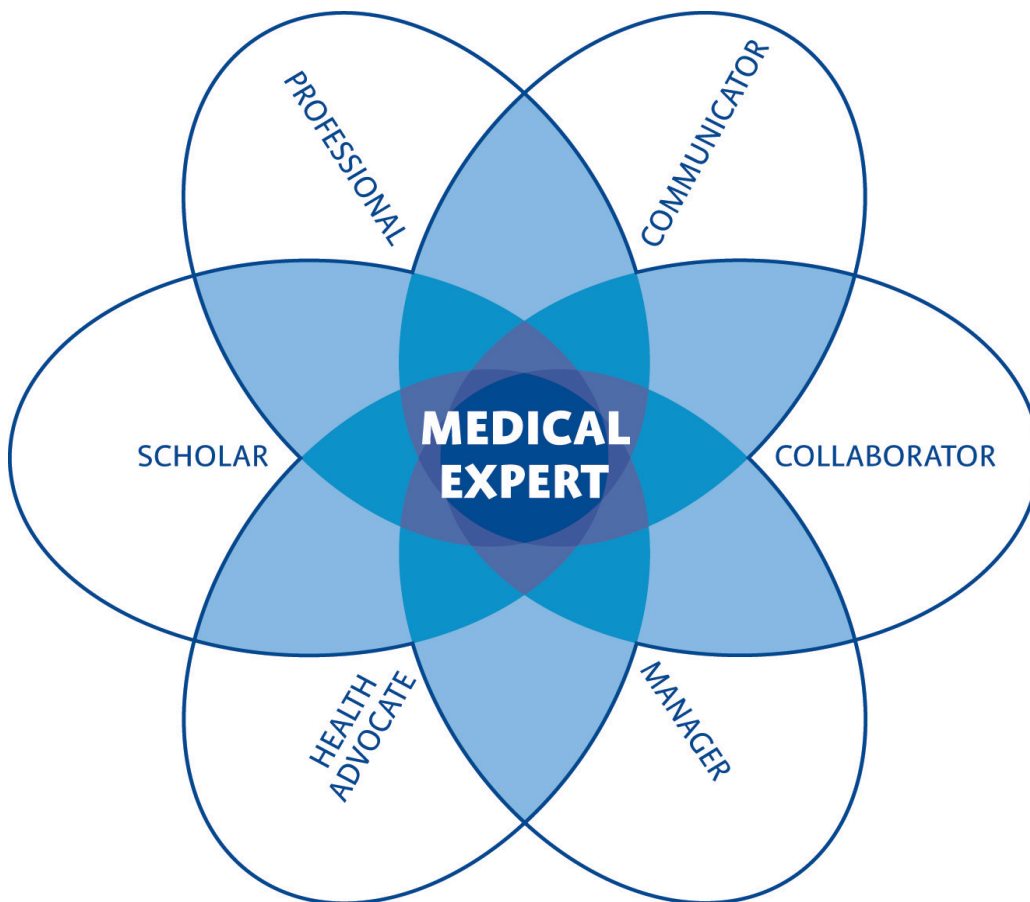 PROFESSIONAL
COMMUNICATOR
SCHOLAR
MEDICAL
EXPERT
COLLABORATOR
HEALTH
ADVOCATE
MANAGER